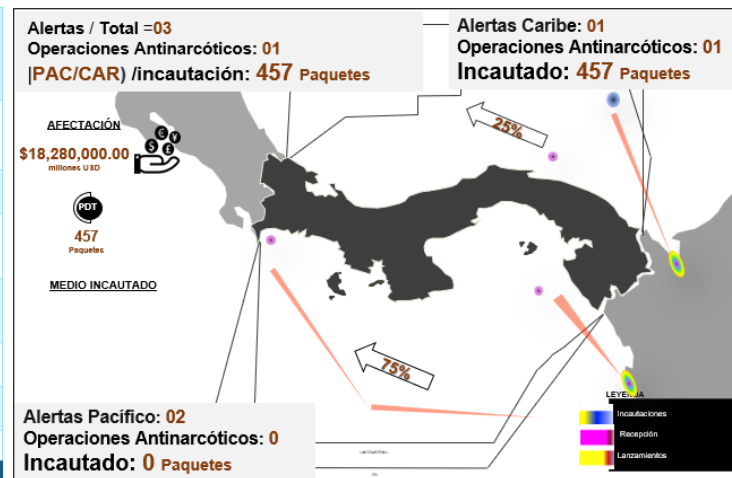 Alertas / Total =03
Operaciones Antinarcóticos: 01
|PAC/CAR) /incautación: 457 Paquetes
Alertas Caribe: 01
Operaciones Antinarcóticos: 01
Incautado: 457 Paquetes
25%
AFECTACIÓN
$18,280,000.00
millones USD
PDT
457
Paquetes
MEDIO INCAUTADO
75%
Alertas Pacífico: 02
Operaciones Antinarcóticos: 0
Incautado: 0 Paquetes
LEYENDA
Incautaciones
Recepción
Lanzamientos